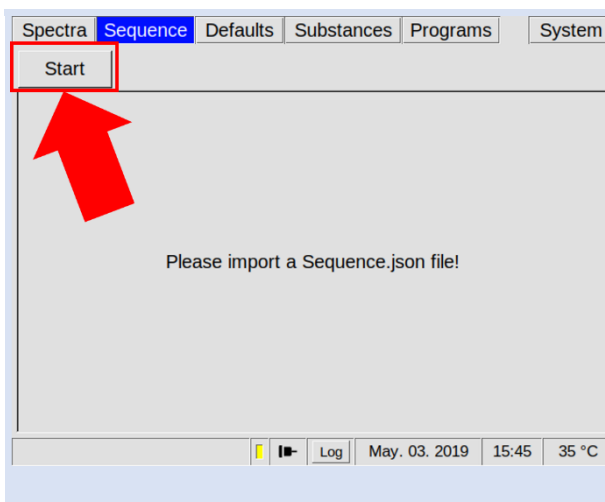 Spectra Sequence Defaults Substances Programs System
Start
Please import a Sequence.json file!
Log May. 03. 2019 15:45 35 °C